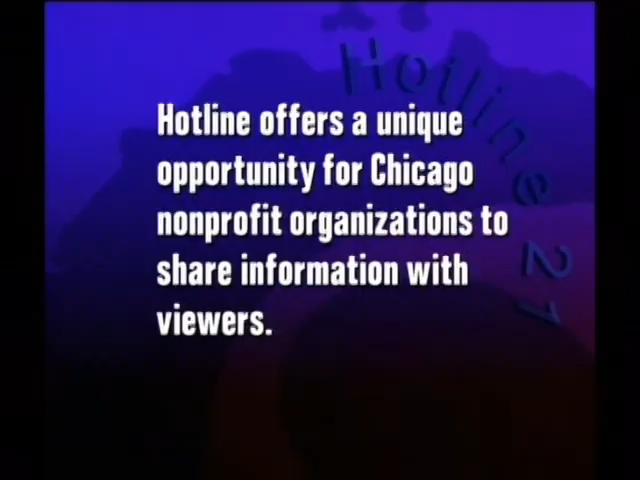 Hotline 21
Hotline offers a unique
opportunity for Chicago
nonprofit organizations to
share information with
viewers.